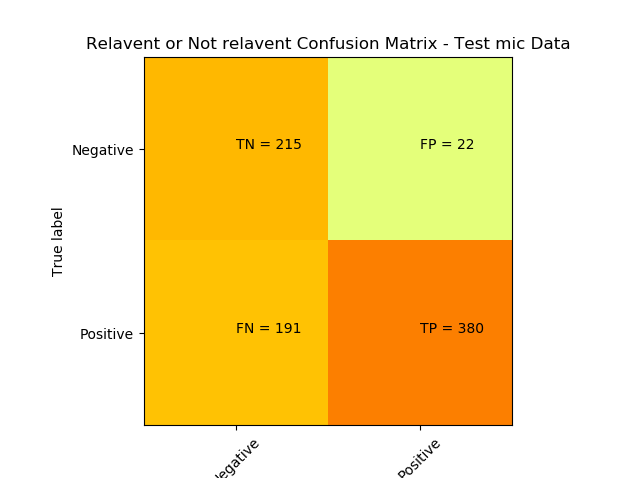 Relavent or Not relavent Confusion Matrix - Test mic Data
Negative
TN = 215
FP = 22
True label
Positive
FN = 191
TP = 380
Positive